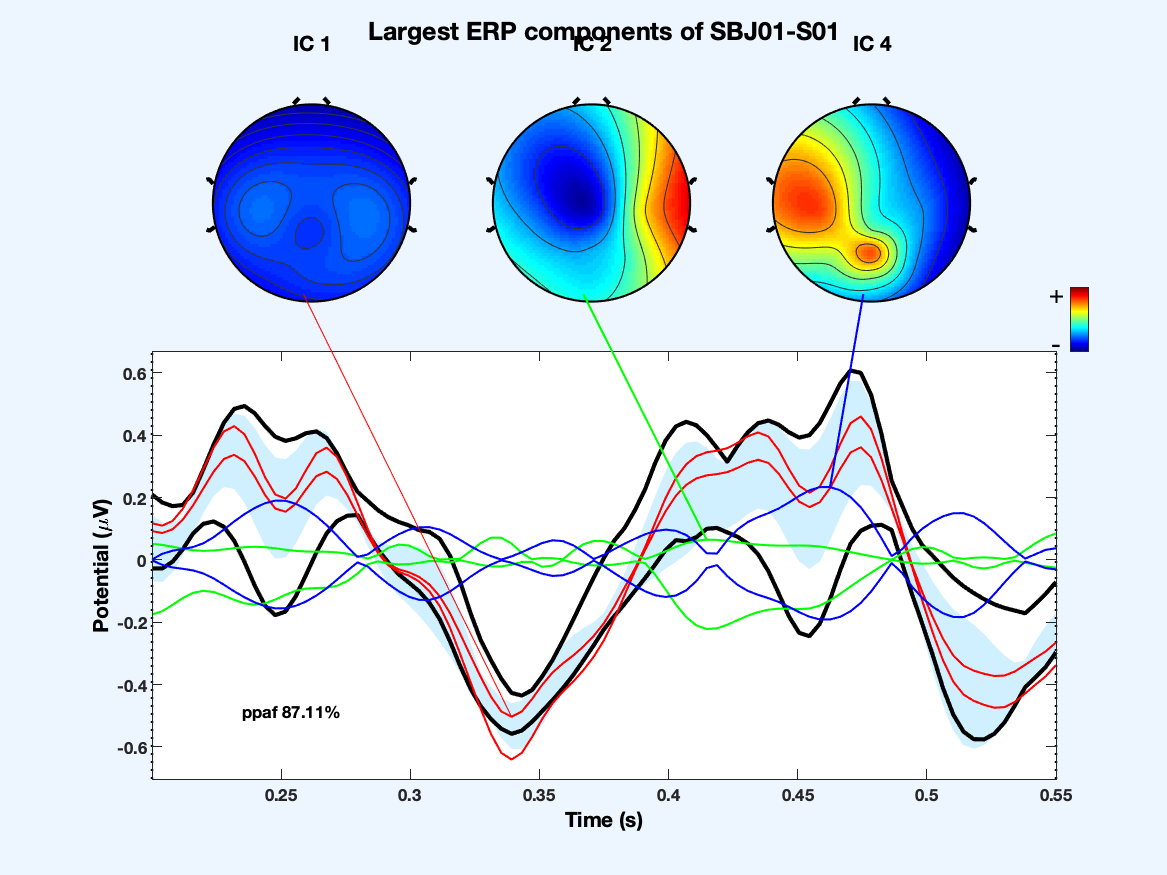 Largest ERP components of SBJ01-S01
IC 1
IC 2
IC 4
+
-
0.6
0.4
0.2
0
-0.2
-0.4
-0.6
Potential (μV)
ppaf 87.11%
0.25
0.3
0.35
0.4
0.45
0.5
0.55
Time (s)